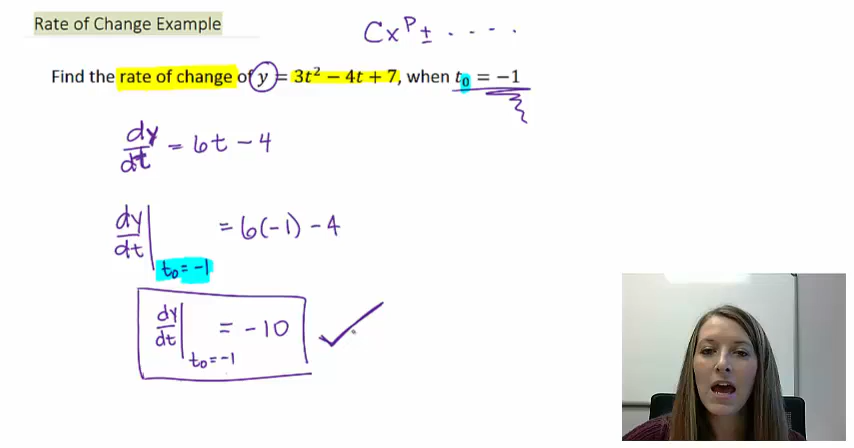 Rate of Change Example
Cx^p ± . . . .
Find the rate of change of y = 3t² − 4t + 7, when t₀ = −1
dy/dt = 6t − 4
dy/dt |t₀=−1 = 6(−1) − 4
dy/dt |t₀=−1 = −10